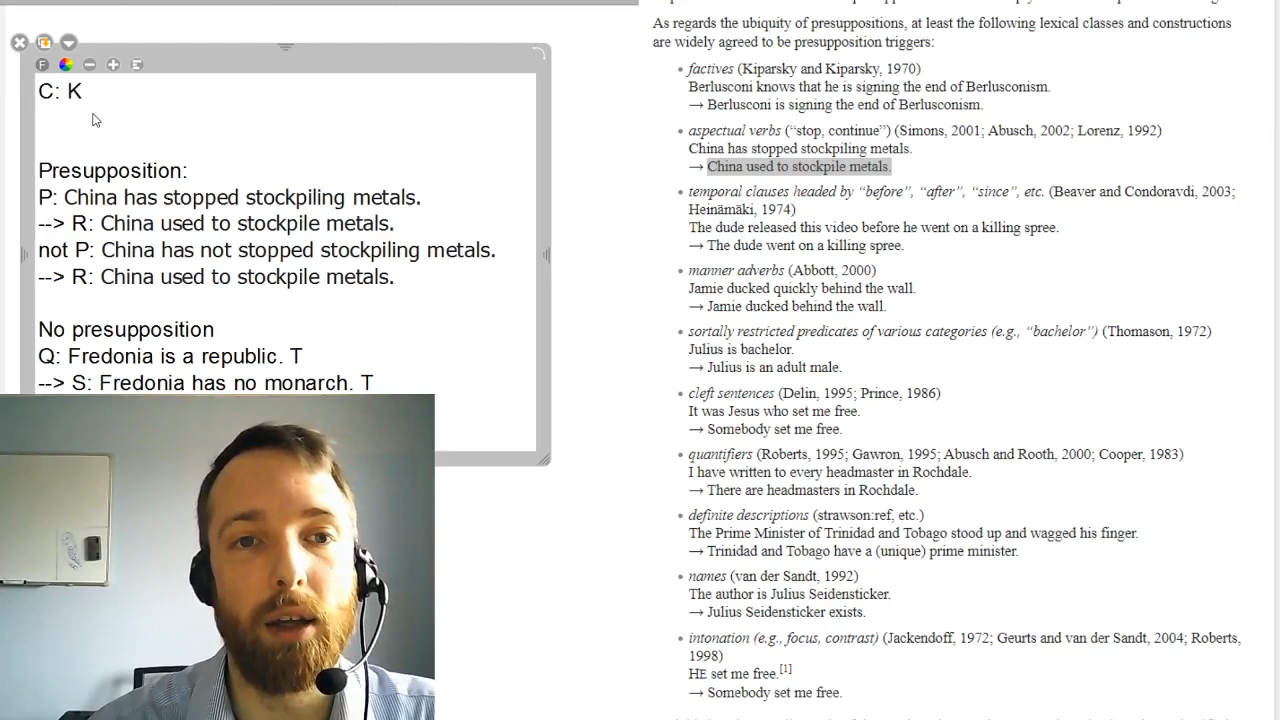 C: K
Presupposition:
P: China has stopped stockpiling metals.
--> R: China used to stockpile metals.
not P: China has not stopped stockpiling metals.
--> R: China used to stockpile metals.
No presupposition
Q: Fredonia is a republic. T
--> S: Fredonia has no monarch. T
As regards the ubiquity of presuppositions, at least the following lexical classes and constructions
are widely agreed to be presupposition triggers:
• factives (Kiparsky and Kiparsky, 1970)
Berlusconi knows that he is signing the end of Berlusconism.
→ Berlusconi is signing the end of Berlusconism.
• aspectual verbs (“stop, continue”) (Simons, 2001; Abusch, 2002; Lorenz, 1992)
China has stopped stockpiling metals.
→ China used to stockpile metals.
• temporal clauses headed by “before”, “after”, “since”, etc. (Beaver and Condoravdi, 2003;
Heinämäki, 1974)
The dude released this video before he went on a killing spree.
→ The dude went on a killing spree.
• manner adverbs (Abbott, 2000)
Jamie ducked quickly behind the wall.
→ Jamie ducked behind the wall.
• sortally restricted predicates of various categories (e.g., “bachelor”) (Thomason, 1972)
Julius is bachelor.
→ Julius is an adult male.
• cleft sentences (Delin, 1995; Prince, 1986)
It was Jesus who set me free.
→ Somebody set me free.
• quantifiers (Roberts, 1995; Gawron, 1995; Abusch and Rooth, 2000; Cooper, 1983)
I have written to every headmaster in Rochdale.
→ There are headmasters in Rochdale.
• definite descriptions (strawson:ref, etc.)
The Prime Minister of Trinidad and Tobago stood up and wagged his finger.
→ Trinidad and Tobago have a (unique) prime minister.
• names (van der Sandt, 1992)
The author is Julius Seidensticker.
→ Julius Seidensticker exists.
• intonation (e.g., focus, contrast) (Jackendoff, 1972; Geurts and van der Sandt, 2004; Roberts,
1998)
HE set me free.[1]
→ Somebody set me free.